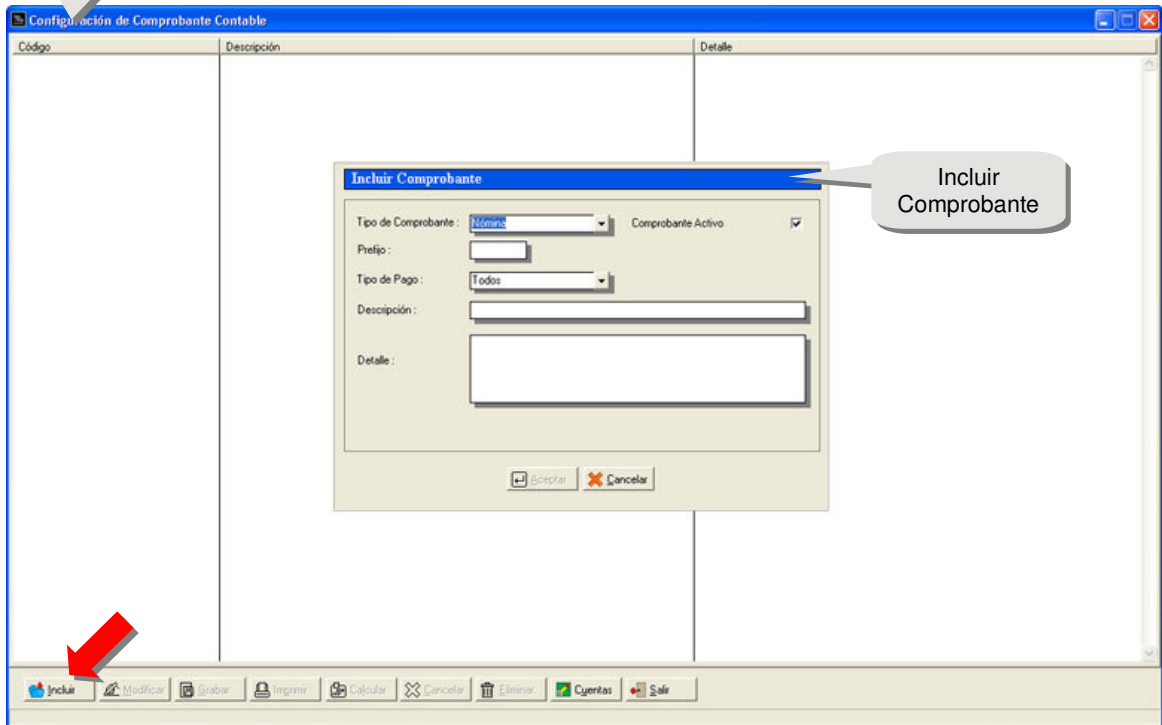 Configuración de Comprobante Contable
Código Descripción Detalle
Incluir Comprobante
Incluir
Comprobante
Tipo de Comprobante : Nómina Comprobante Activo
Prefijo :
Tipo de Pago : Todos
Descripción :
Detalle :
Aceptar Cancelar
Incluir Modificar Grabar Imprimir Calcular Cancelar Eliminar Cuentas Salir